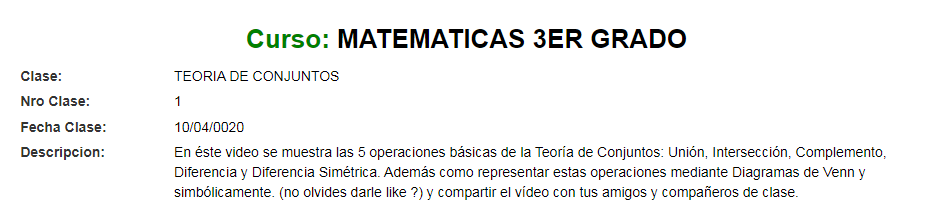 Curso: MATEMATICAS 3ER GRADO
Clase: TEORIA DE CONJUNTOS
Nro Clase: 1
Fecha Clase: 10/04/0020
Descripcion: En éste video se muestra las 5 operaciones básicas de la Teoría de Conjuntos: Unión, Intersección, Complemento,
Diferencia y Diferencia Simétrica. Además como representar estas operaciones mediante Diagramas de Venn y
simbólicamente. (no olvides darle like ?) y compartir el vídeo con tus amigos y compañeros de clase.